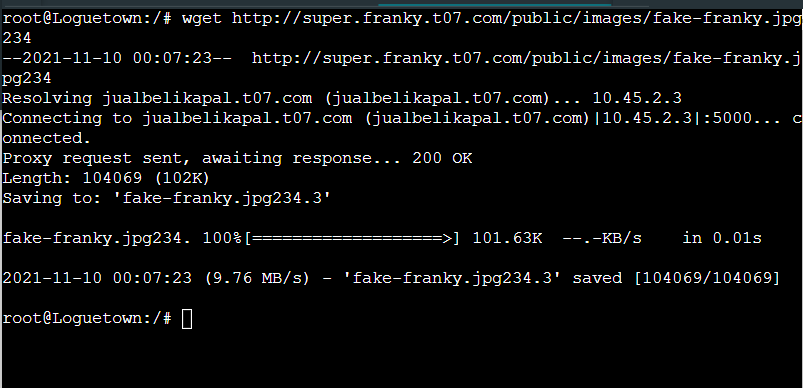 root@Loguetown:/# wget http://super.franky.t07.com/public/images/fake-franky.jpg
234
--2021-11-10 00:07:23--  http://super.franky.t07.com/public/images/fake-franky.j
pg234
Resolving jualbelikapal.t07.com (jualbelikapal.t07.com)... 10.45.2.3
Connecting to jualbelikapal.t07.com (jualbelikapal.t07.com)|10.45.2.3|:5000... c
onnected.
Proxy request sent, awaiting response... 200 OK
Length: 104069 (102K)
Saving to: 'fake-franky.jpg234.3'
fake-franky.jpg234. 100%[===================>] 101.63K  --.-KB/s    in 0.01s
2021-11-10 00:07:23 (9.76 MB/s) - 'fake-franky.jpg234.3' saved [104069/104069]
root@Loguetown:/#